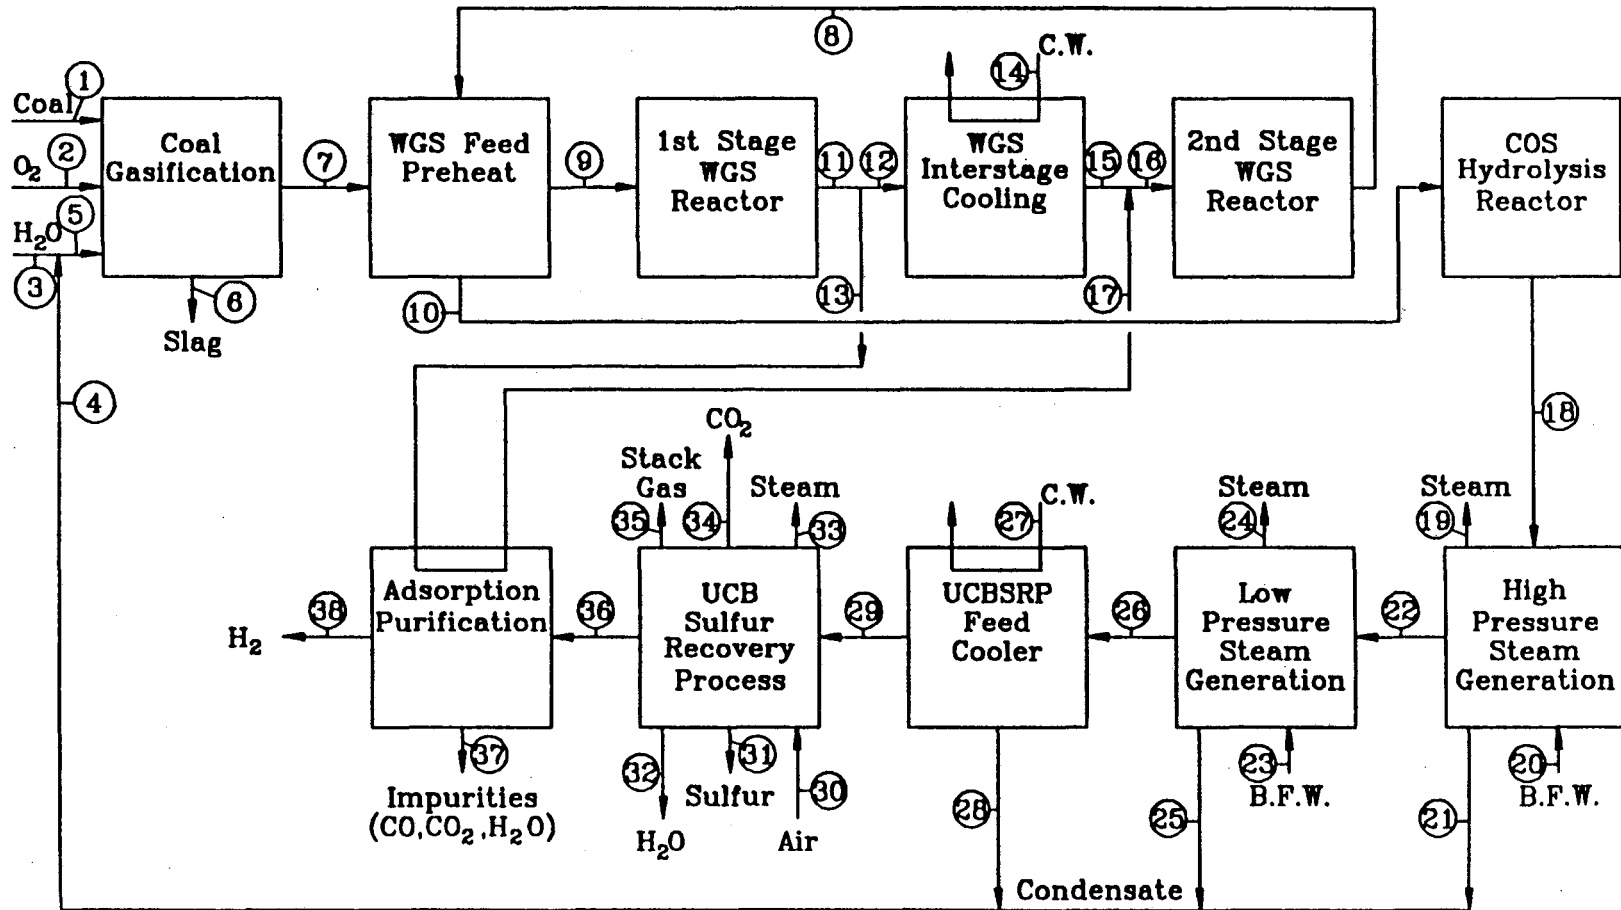 8
C.W.
14
1
Coal
2
O₂
5
H₂O
3
Coal
Gasification
7
WGS Feed
Preheat
9
1st Stage
WGS
Reactor
11
12
WGS
Interstage
Cooling
15
16
2nd Stage
WGS
Reactor
COS
Hydrolysis
Reactor
6
Slag
10
13
17
4
18
CO₂
Stack
Gas
35
34
Steam
33
C.W.
27
Steam
24
Steam
19
H₂
38
Adsorption
Purification
36
UCB
Sulfur
Recovery
Process
29
UCBSRP
Feed
Cooler
26
Low
Pressure
Steam
Generation
22
High
Pressure
Steam
Generation
37
Impurities
(CO,CO₂,H₂O)
32
H₂O
31
Sulfur
30
Air
28
25
23
B.F.W.
21
20
B.F.W.
Condensate